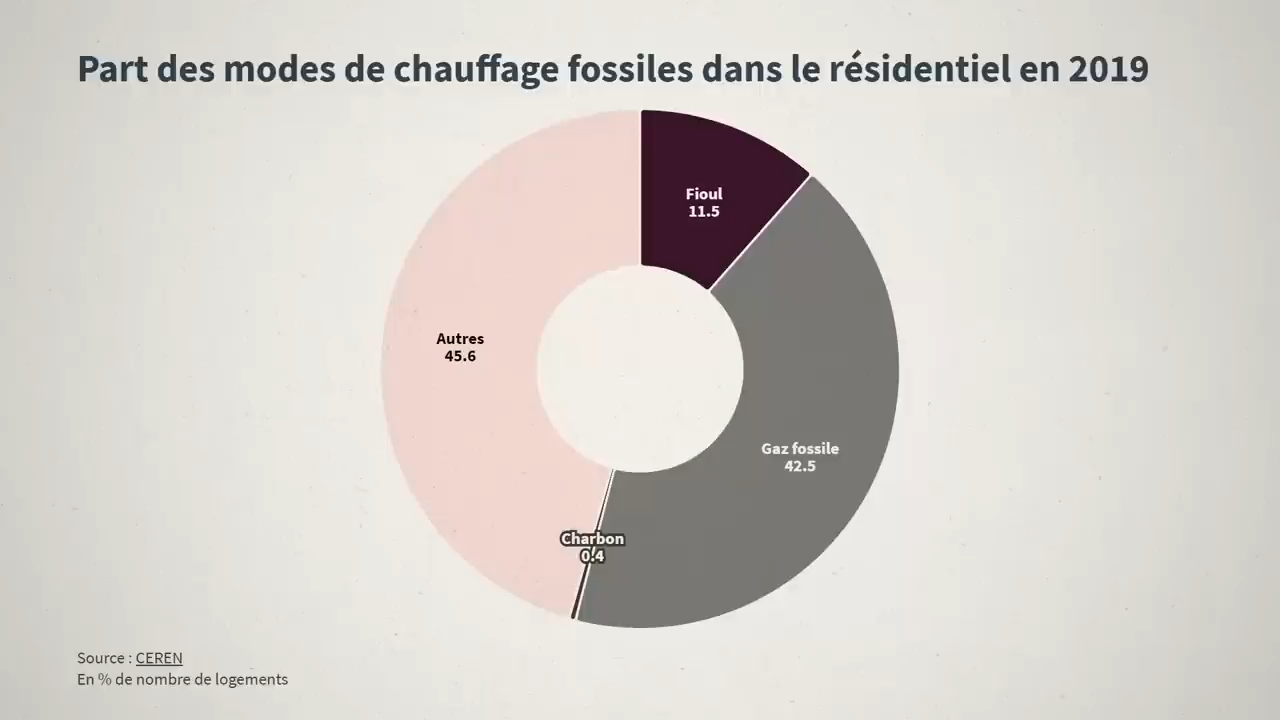 Part des modes de chauffage fossiles dans le résidentiel en 2019
Fioul
11.5
Autres
45.6
Gaz fossile
42.5
Charbon
0.4
Source : CEREN
En % de nombre de logements